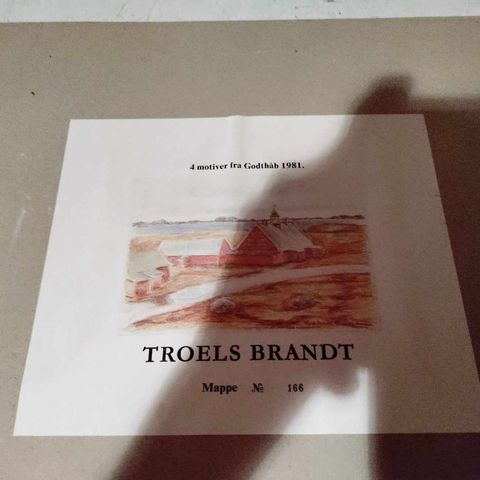 4 motiver fra Godthåb 1981.
TROELS BRANDT
Mappe № 166